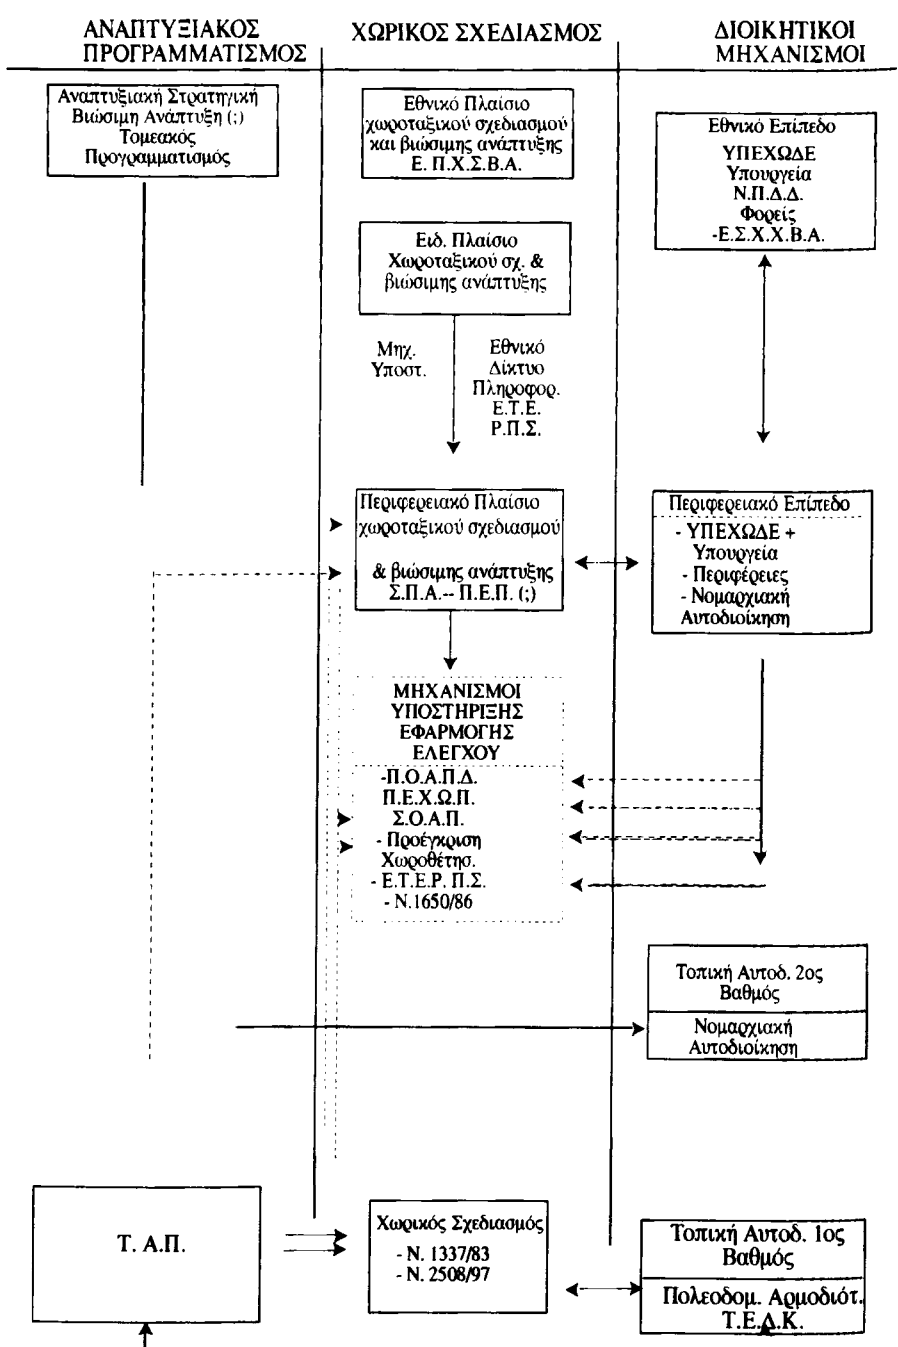 ΑΝΑΠΤΥΞΙΑΚΟΣ
ΠΡΟΓΡΑΜΜΑΤΙΣΜΟΣ
ΧΩΡΙΚΟΣ ΣΧΕΔΙΑΣΜΟΣ
ΔΙΟΙΚΗΤΙΚΟΙ
ΜΗΧΑΝΙΣΜΟΙ
Αναπτυξιακή Στρατηγική
Βιώσιμη Ανάπτυξη (;)
Τομεακός
Προγραμματισμός
Εθνικό Πλαίσιο
χωροταξικού σχεδιασμού
και βιώσιμης ανάπτυξης
Ε. Π.Χ.Σ.Β.Α.
Εθνικό Επίπεδο
ΥΠΕΧΩΔΕ
Υπουργεία
Ν.Π.Δ.Δ.
Φορείς
-Ε.Σ.Χ.Χ.Β.Α.
Ειδ. Πλαίσιο
Χωροταξικού σχ. &
βιώσιμης ανάπτυξης
Μηχ.
Υποστ.
Εθνικό
Δίκτυο
Πληροφορ.
Ε.Τ.Ε.
Ρ.Π.Σ.
Περιφερειακό Πλαίσιο
χωροταξικού σχεδιασμού
& βιώσιμης ανάπτυξης
Σ.Π.Α.-- Π.Ε.Π. (;)
Περιφερειακό Επίπεδο
- ΥΠΕΧΩΔΕ +
Υπουργεία
- Περιφέρειες
- Νομαρχιακή
Αυτοδιοίκηση
ΜΗΧΑΝΙΣΜΟΙ
ΥΠΟΣΤΗΡΙΞΗΣ
ΕΦΑΡΜΟΓΗΣ
ΕΛΕΓΧΟΥ
-Π.Ο.Α.Π.Δ.
Π.Ε.Χ.Ω.Π.
Σ.Ο.Α.Π.
- Προέγκριση
Χωροθέτησ.
- Ε.Τ.Ε.Ρ. Π.Σ.
- Ν.1650/86
Τοπική Αυτοδ. 2ος
Βαθμός
Νομαρχιακή
Αυτοδιοίκηση
Τ. Α.Π.
Χωρικός Σχεδιασμός
- Ν. 1337/83
- Ν. 2508/97
Τοπική Αυτοδ. 1ος
Βαθμός
Πολεοδομ. Αρμοδιότ.
Τ.Ε.Δ.Κ.